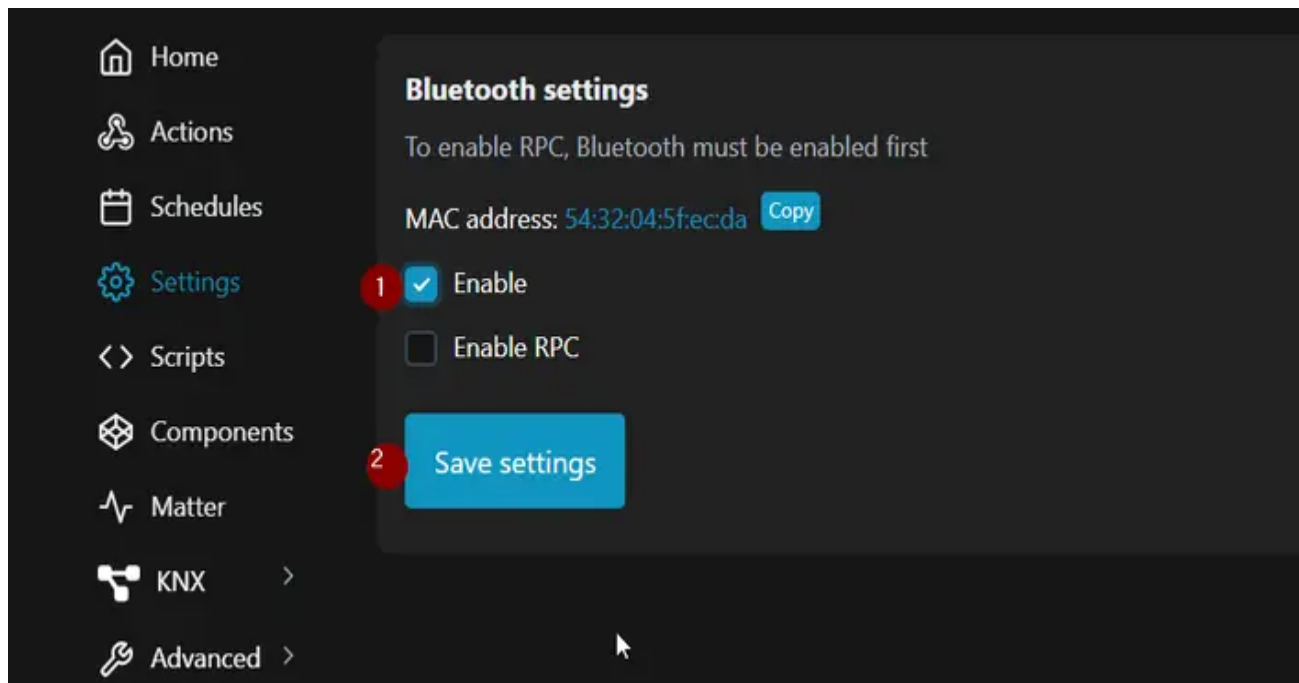 Home
Actions
Schedules
Settings
Scripts
Components
Matter
KNX
Advanced
Bluetooth settings
To enable RPC, Bluetooth must be enabled first
MAC address: 54:32:04:5f:ec:da Copy
1 Enable
Enable RPC
2 Save settings